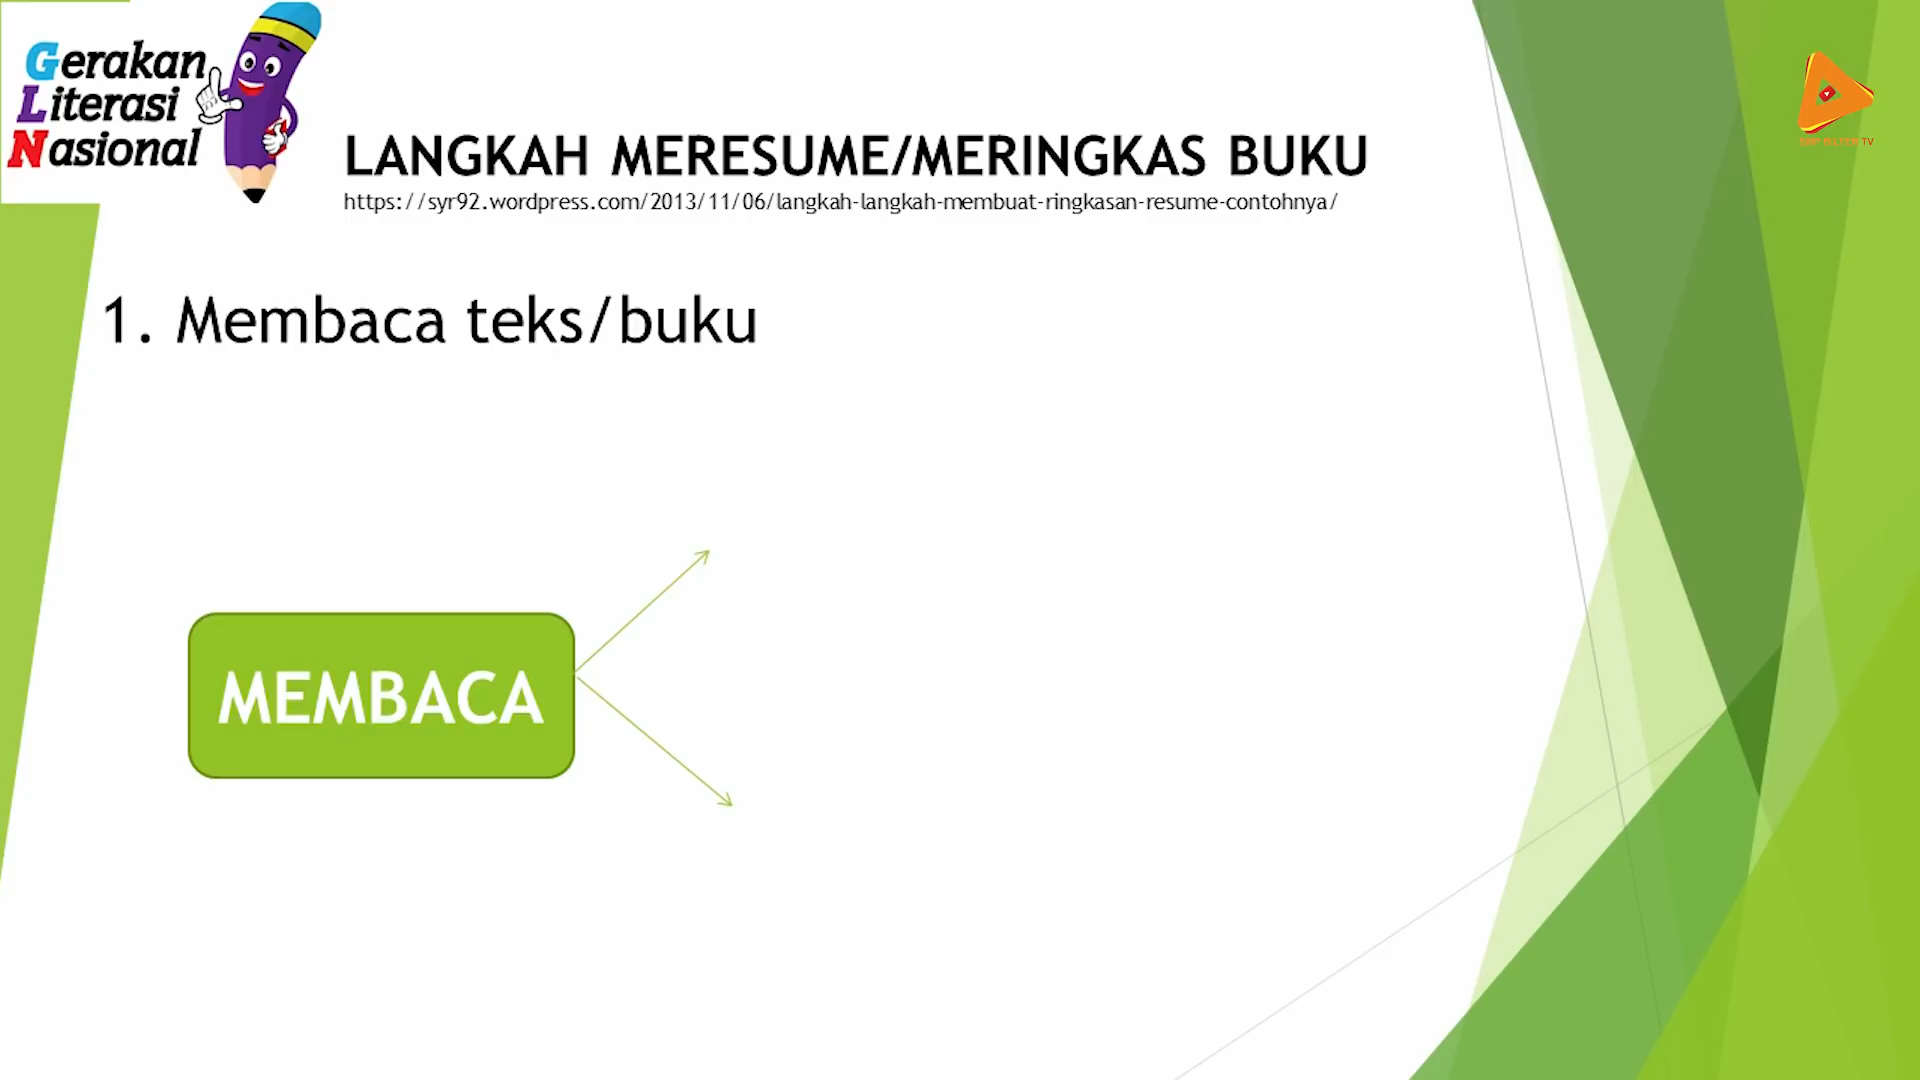 Gerakan
Literasi
Nasional
LANGKAH MERESUME/MERINGKAS BUKU
https://syr92.wordpress.com/2013/11/06/langkah-langkah-membuat-ringkasan-resume-contohnya/
1. Membaca teks/buku
MEMBACA
TV